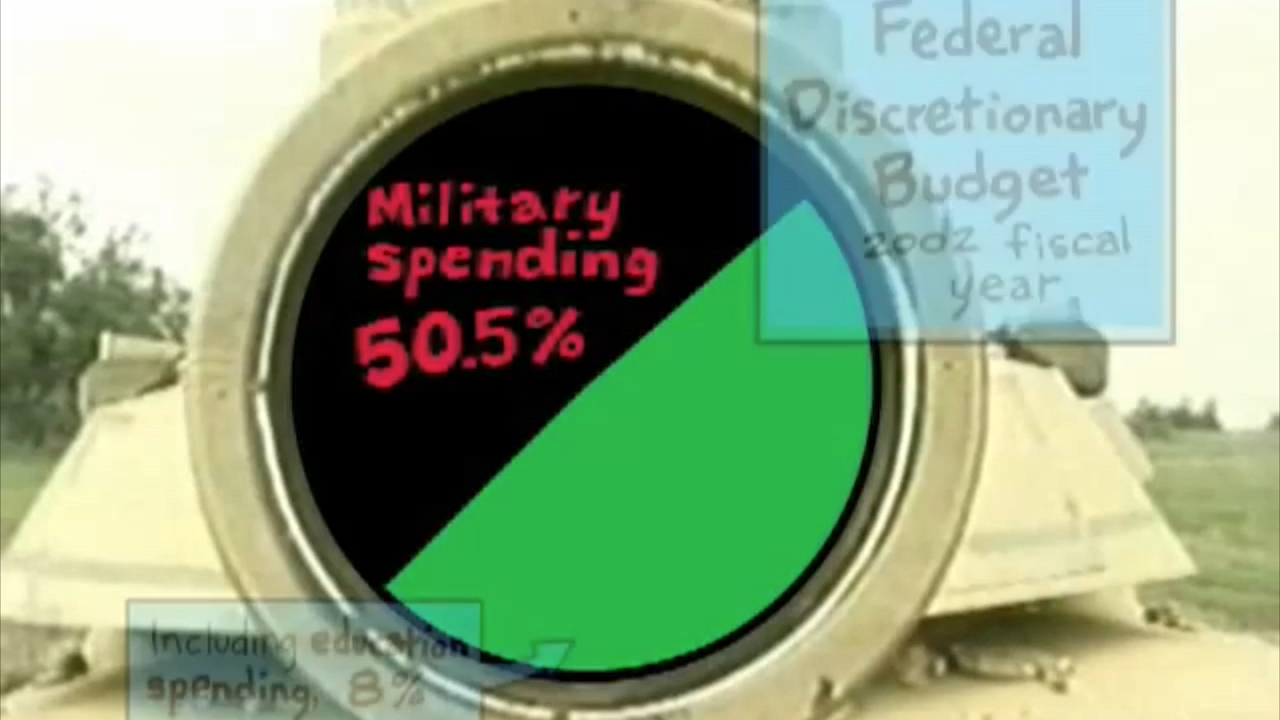 Federal
Discretionary
Budget
2002 fiscal
year
Military
spending
50.5%
Including education
spending, 8%